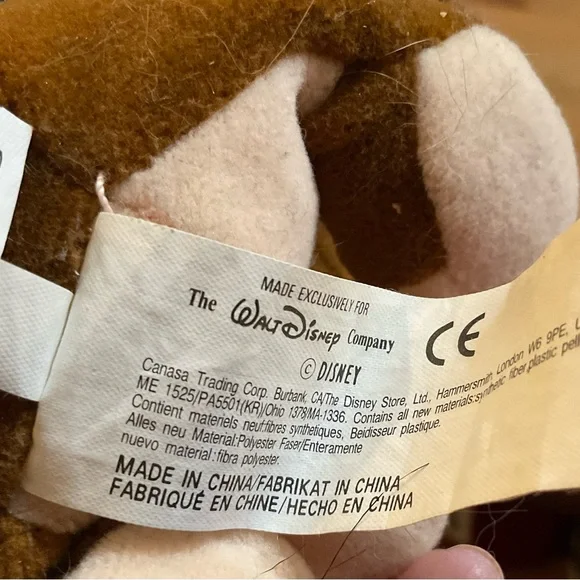 MADE EXCLUSIVELY FOR
The Walt Disney Company
© DISNEY
CE
Canasa Trading Corp. Burbank, CA/The Disney Store, Ltd., Hammersmith, London W6 9PE,
ME 1525/PA5501(KR)/Ohio 1378/MA-1336. Contains all new materials:synthetic fiber,plastic
Contient materiels neuf:fibres synthetiques, Beidisseur plastique.
Alles neu Material:Polyester Faser/Enteramente
nuevo material:fibra polyester.
MADE IN CHINA/FABRIKAT IN CHINA
FABRIQUÉ EN CHINE/HECHO EN CHINA